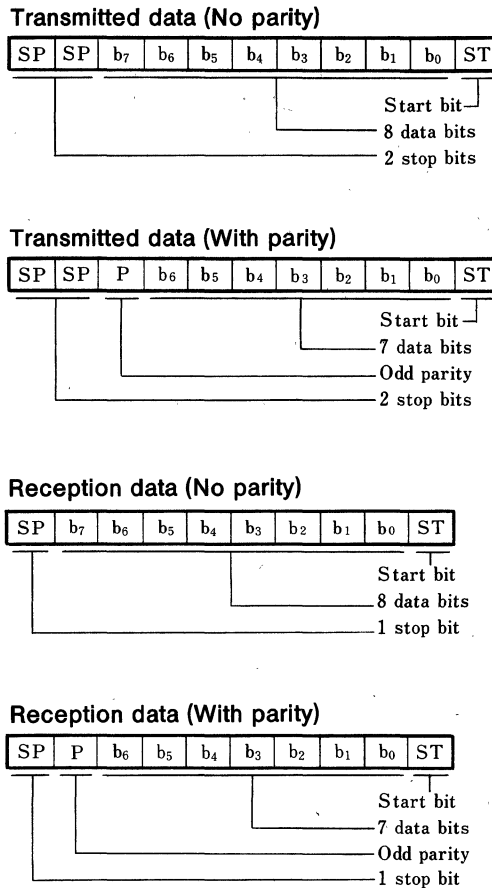 Transmitted data (No parity)
SP SP b₇ b₆ b₅ b₄ b₃ b₂ b₁ b₀ ST
Start bit
8 data bits
2 stop bits
Transmitted data (With parity)
SP SP P b₆ b₅ b₄ b₃ b₂ b₁ b₀ ST
Start bit
7 data bits
Odd parity
2 stop bits
Reception data (No parity)
SP b₇ b₆ b₅ b₄ b₃ b₂ b₁ b₀ ST
Start bit
8 data bits
1 stop bit
Reception data (With parity)
SP P b₆ b₅ b₄ b₃ b₂ b₁ b₀ ST
Start bit
7 data bits
Odd parity
1 stop bit